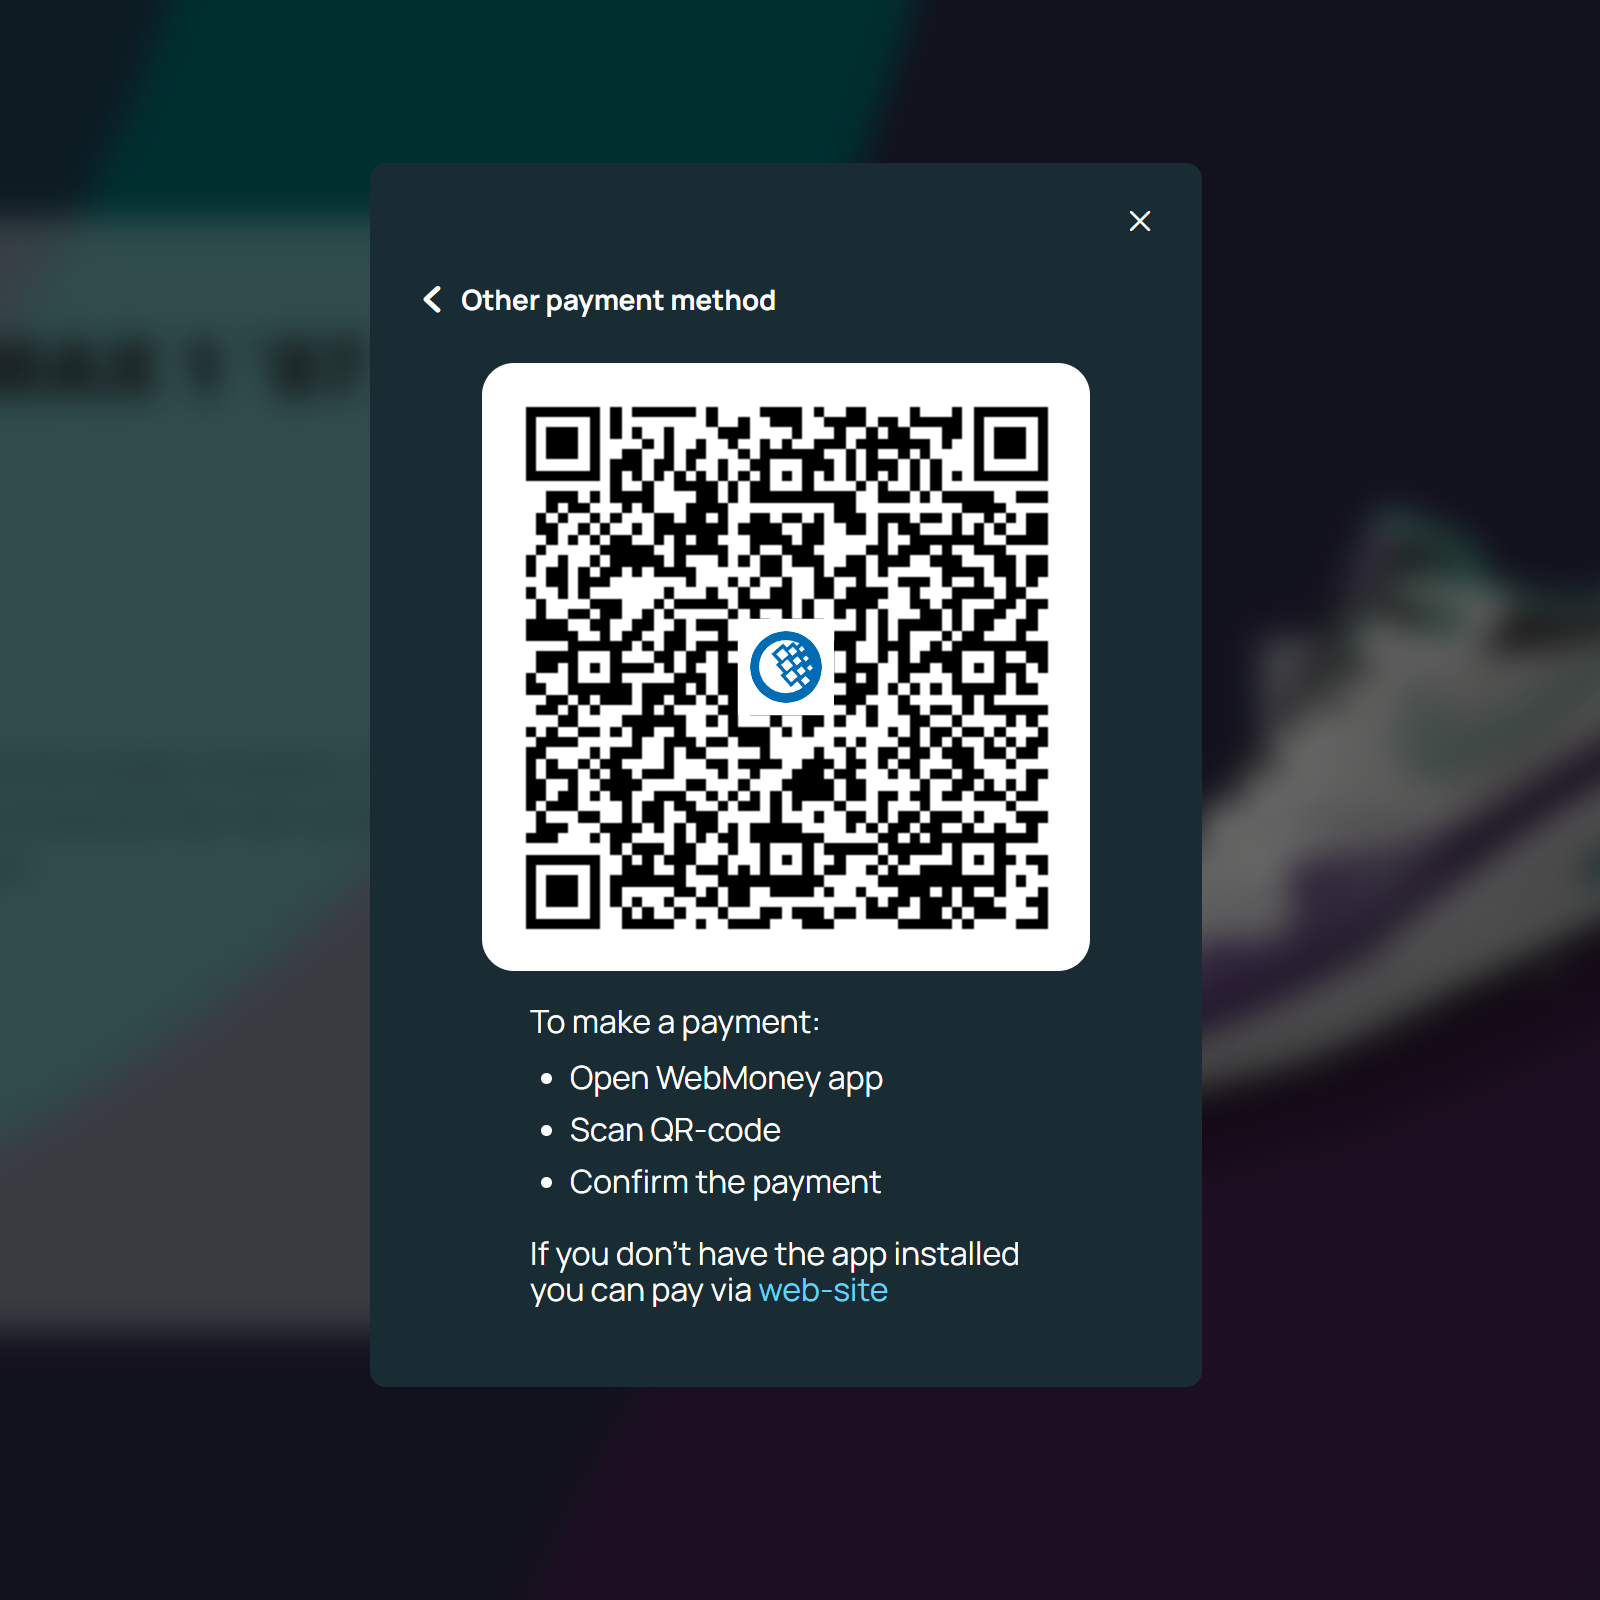 Other payment method
To make a payment:
Open WebMoney app
Scan QR-code
Confirm the payment
If you don't have the app installed
you can pay via web-site